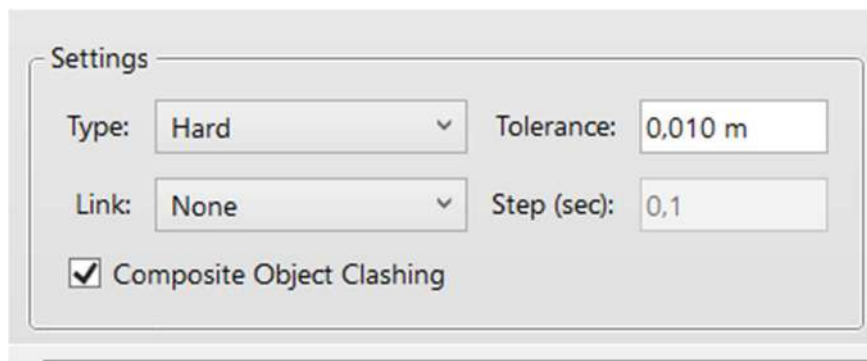 Settings
Type: Hard Tolerance: 0,010 m
Link: None Step (sec): 0,1
Composite Object Clashing